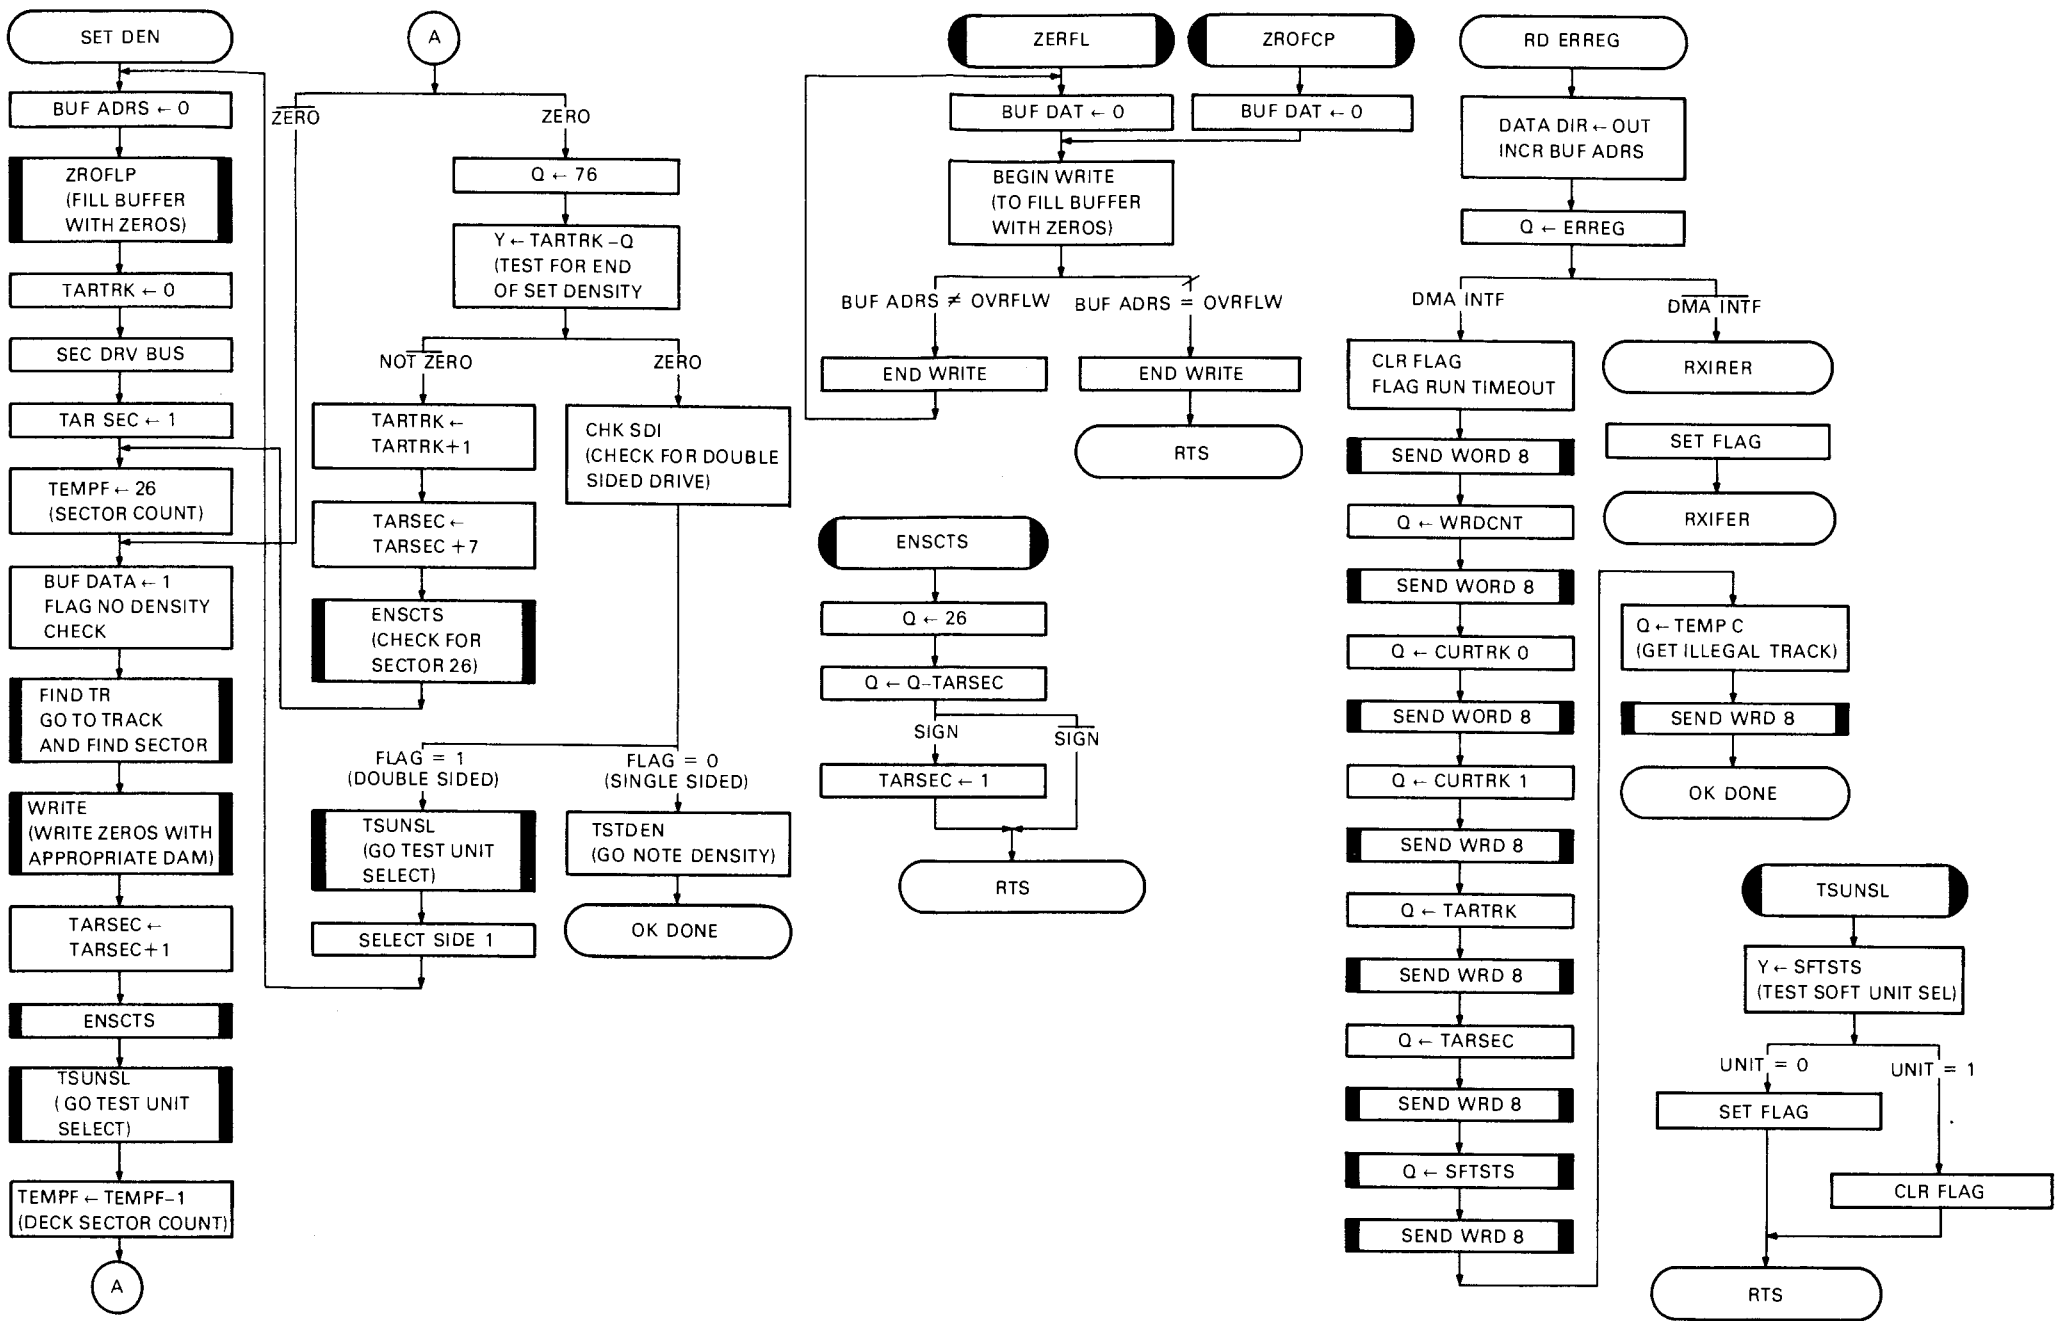 SET DEN
BUF ADRS ← 0
ZROFLP
(FILL BUFFER
WITH ZEROS)
TARTRK ← 0
SEC DRV BUS
TAR SEC ← 1
TEMPF ← 26
(SECTOR COUNT)
BUF DATA ← 1
FLAG NO DENSITY
CHECK
FIND TR
GO TO TRACK
AND FIND SECTOR
WRITE
(WRITE ZEROS WITH
APPROPRIATE DAM)
TARSEC ←
TARSEC+1
ENSCTS
TSUNSL
( GO TEST UNIT
SELECT)
TEMPF ← TEMPF-1
(DECK SECTOR COUNT)
A
A
ZERO
ZERO
Q ← 76
Y ← TARTRK -Q
(TEST FOR END
OF SET DENSITY
NOT ZERO
ZERO
TARTRK ←
TARTRK+1
TARSEC ←
TARSEC +7
ENSCTS
(CHECK FOR
SECTOR 26)
CHK SDI
(CHECK FOR DOUBLE
SIDED DRIVE)
FLAG = 1
(DOUBLE SIDED)
FLAG = 0
(SINGLE SIDED)
TSUNSL
(GO TEST UNIT
SELECT)
SELECT SIDE 1
TSTDEN
(GO NOTE DENSITY)
OK DONE
ZERFL
ZROFCP
BUF DAT ← 0
BUF DAT ← 0
BEGIN WRITE
(TO FILL BUFFER
WITH ZEROS)
BUF ADRS ≠ OVRFLW
BUF ADRS = OVRFLW
END WRITE
END WRITE
RTS
ENSCTS
Q ← 26
Q ← Q-TARSEC
SIGN
SIGN
TARSEC ← 1
RTS
RD ERREG
DATA DIR ← OUT
INCR BUF ADRS
Q ← ERREG
DMA INTF
DMA INTF
CLR FLAG
FLAG RUN TIMEOUT
SEND WORD 8
Q ← WRDCNT
SEND WORD 8
Q ← CURTRK 0
SEND WORD 8
Q ← CURTRK 1
SEND WRD 8
Q ← TARTRK
SEND WRD 8
Q ← TARSEC
SEND WRD 8
Q ← SFTSTS
SEND WRD 8
RXIRER
SET FLAG
RXIFER
Q ← TEMP C
(GET ILLEGAL TRACK)
SEND WRD 8
OK DONE
TSUNSL
Y ← SFTSTS
(TEST SOFT UNIT SEL)
UNIT = 0
UNIT = 1
SET FLAG
CLR FLAG
RTS